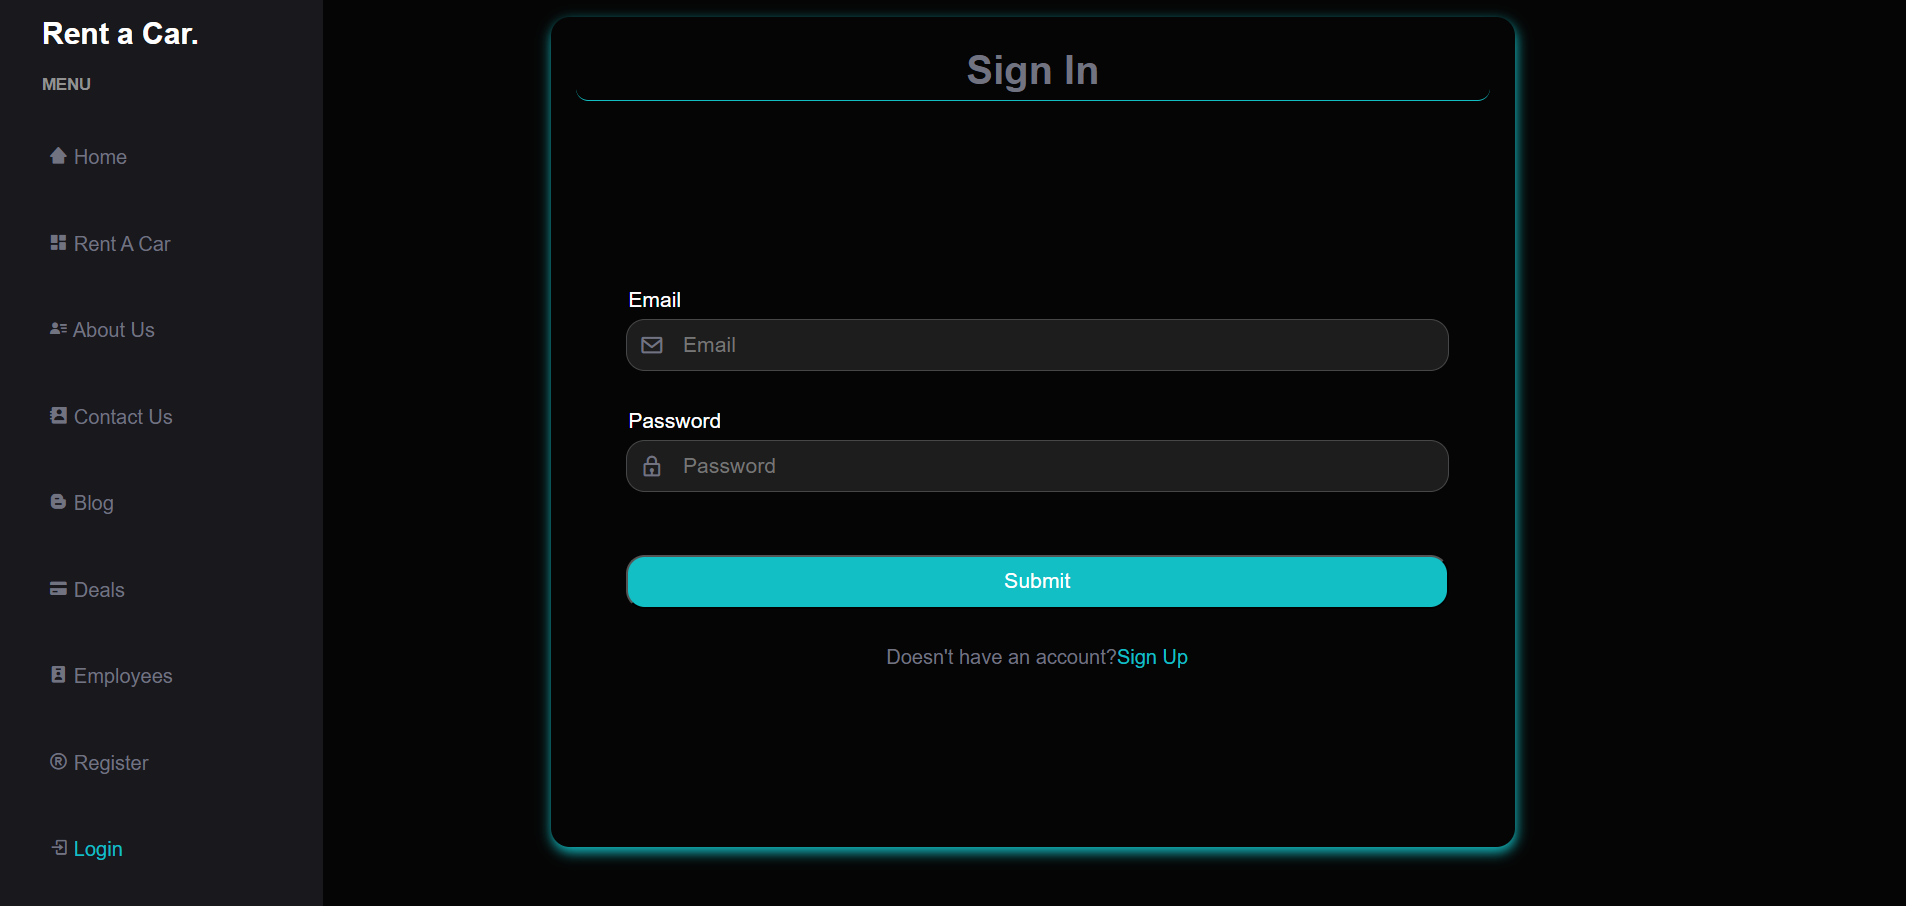 Rent a Car.
MENU
Home
Rent A Car
About Us
Contact Us
Blog
Deals
Employees
Register
Login
Sign In
Email
Email
Password
Password
Submit
Doesn't have an account?Sign Up